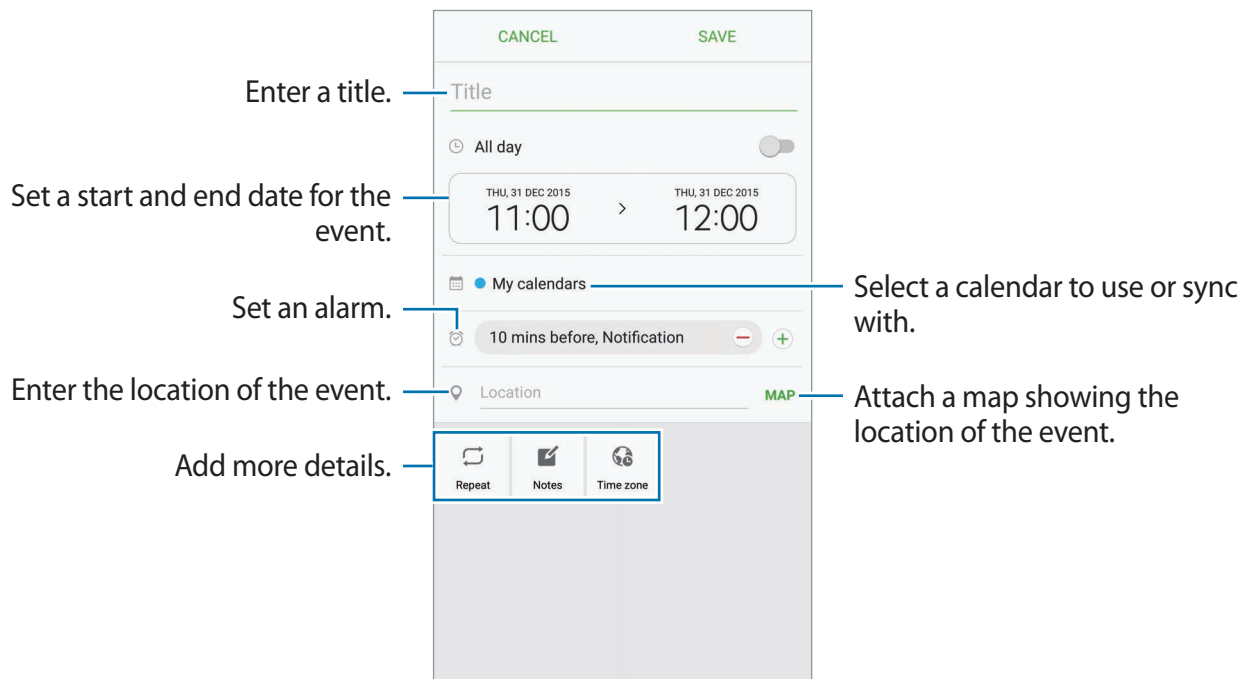 CANCEL SAVE
Enter a title.
Title
All day
Set a start and end date for the
event.
THU, 31 DEC 2015 THU, 31 DEC 2015
11:00 > 12:00
My calendars
Select a calendar to use or sync
with.
Set an alarm.
10 mins before, Notification
Enter the location of the event.
Location
MAP
Attach a map showing the
location of the event.
Add more details.
Repeat Notes Time zone